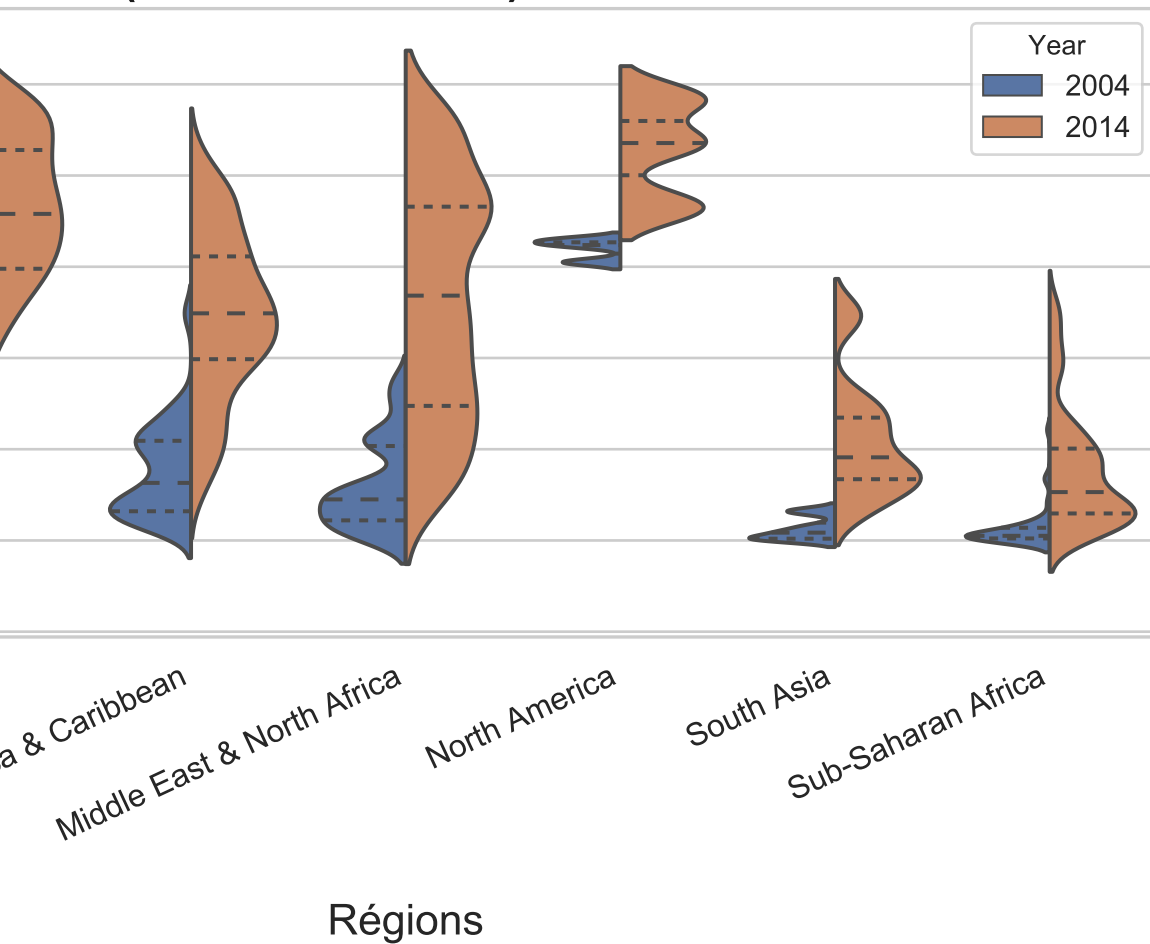 Year
2004
2014
& Caribbean
Middle East & North Africa
North America
South Asia
Sub-Saharan Africa
Régions